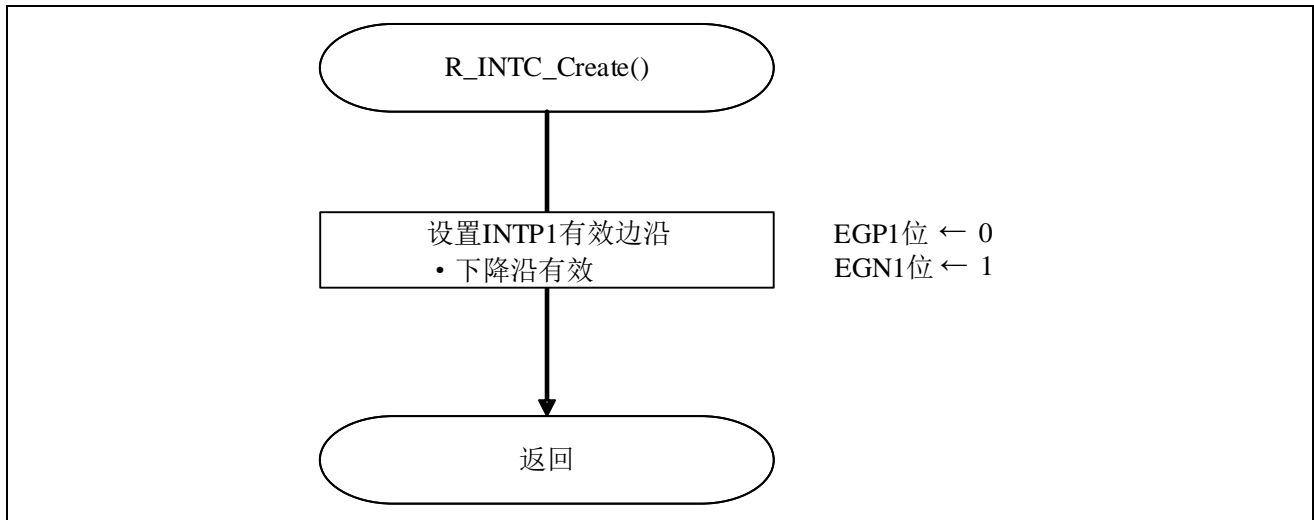 R_INTC_Create()
设置INTP1有效边沿
・下降沿有效
EGP1位 ← 0
EGN1位 ← 1
返回